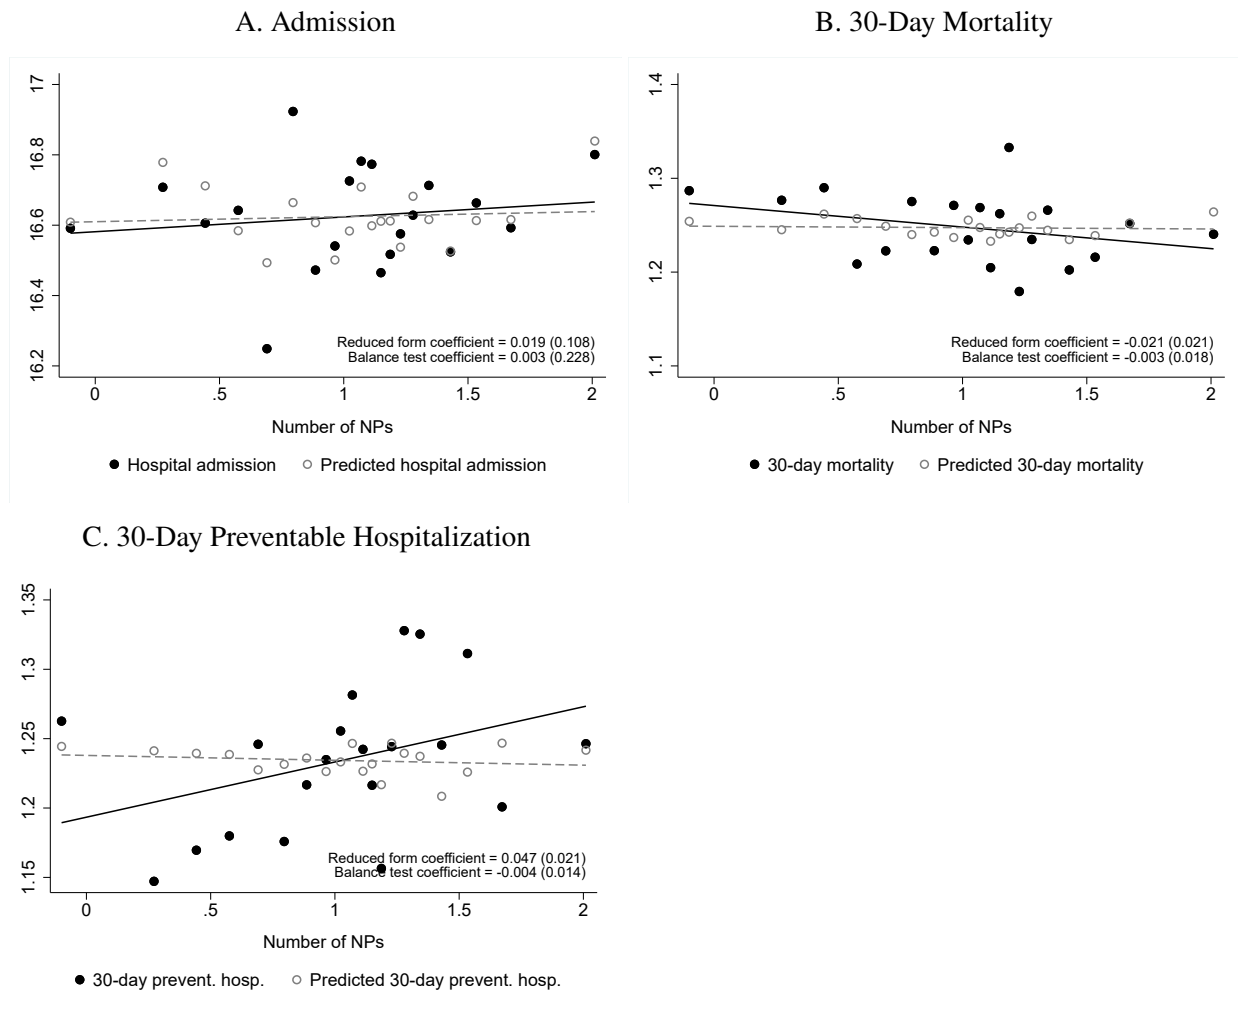 A. Admission
17
16.8
16.6
16.4
16.2
Reduced form coefficient = 0.019 (0.108)
Balance test coefficient = 0.003 (0.228)
0 .5 1 1.5 2
Number of NPs
Hospital admission Predicted hospital admission
B. 30-Day Mortality
1.4
1.3
1.2
1.1
Reduced form coefficient = -0.021 (0.021)
Balance test coefficient = -0.003 (0.018)
0 .5 1 1.5 2
Number of NPs
30-day mortality Predicted 30-day mortality
C. 30-Day Preventable Hospitalization
1.35
1.3
1.25
1.2
1.15
Reduced form coefficient = 0.047 (0.021)
Balance test coefficient = -0.004 (0.014)
0 .5 1 1.5 2
Number of NPs
30-day prevent. hosp. Predicted 30-day prevent. hosp.